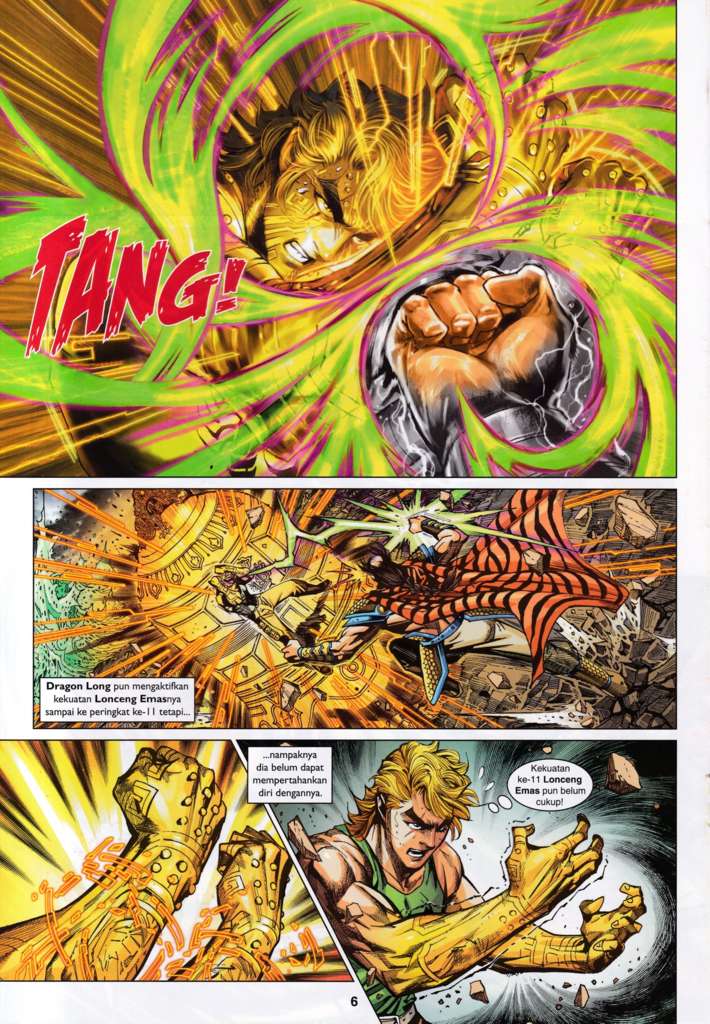 TANG!
Dragon Long pun mengaktifkan
kekuatan Lonceng Emasnya
sampai ke peringkat ke-11 tetapi...
...nampaknya
dia belum dapat
mempertahankan
diri dengannya.
Kekuatan
ke-11 Lonceng
Emas pun belum
cukup!
6